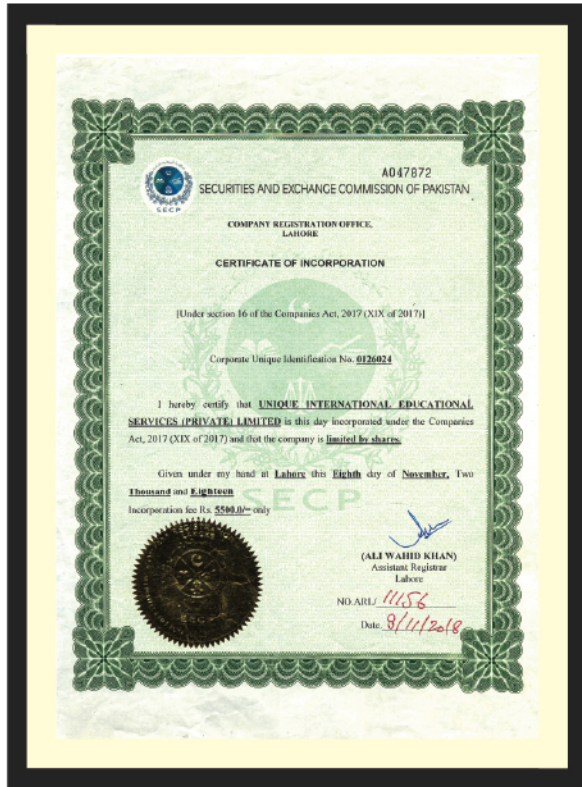 A047872
SECURITIES AND EXCHANGE COMMISSION OF PAKISTAN
SECP
COMPANY REGISTRATION OFFICE,
LAHORE
CERTIFICATE OF INCORPORATION
[Under section 16 of the Companies Act, 2017 (XIX of 2017)]
Corporate Unique Identification No. 0126024
I hereby certify that UNIQUE INTERNATIONAL EDUCATIONAL
SERVICES (PRIVATE) LIMITED is this day incorporated under the Companies
Act, 2017 (XIX of 2017) and that the company is limited by shares.
Given under my hand at Lahore this Eighth day of November, Two
Thousand and Eighteen
SECP
Incorporation fee Rs. 5500.0/= only
(ALI WAHID KHAN)
Assistant Registrar
Lahore
NO.ARL/ 11156
Date. 8/11/2018
SECP